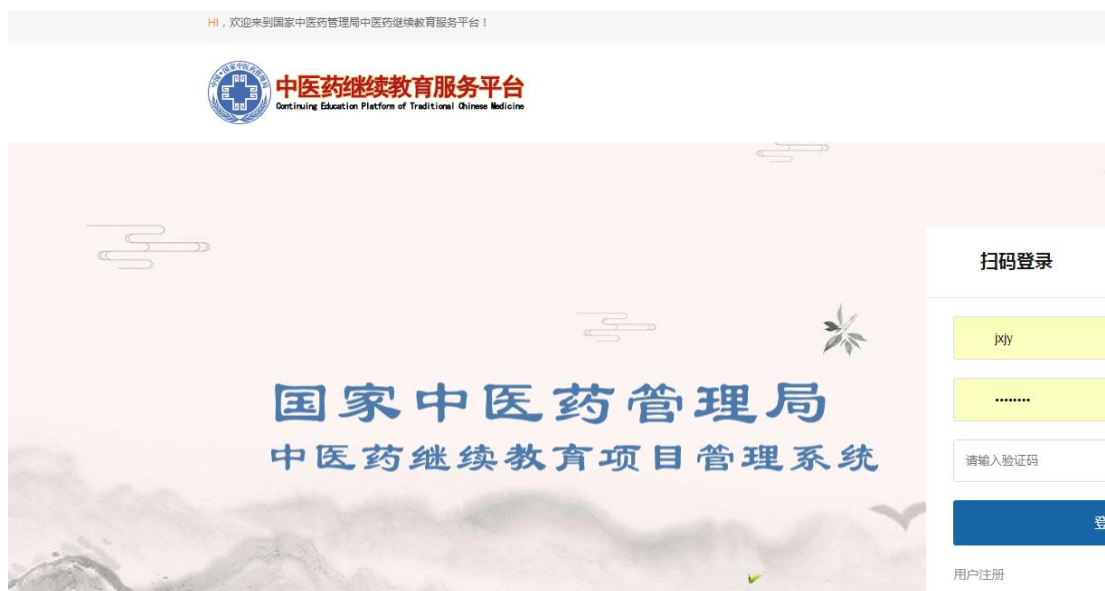 HI，欢迎来到国家中医药管理局中医药继续教育服务平台！
中医药继续教育服务平台
Continuing Education Platform of Traditional Chinese Medicine
扫码登录
jxjy
国家中医药管理局
中医药继续教育项目管理系统
请输入验证码
登
用户注册